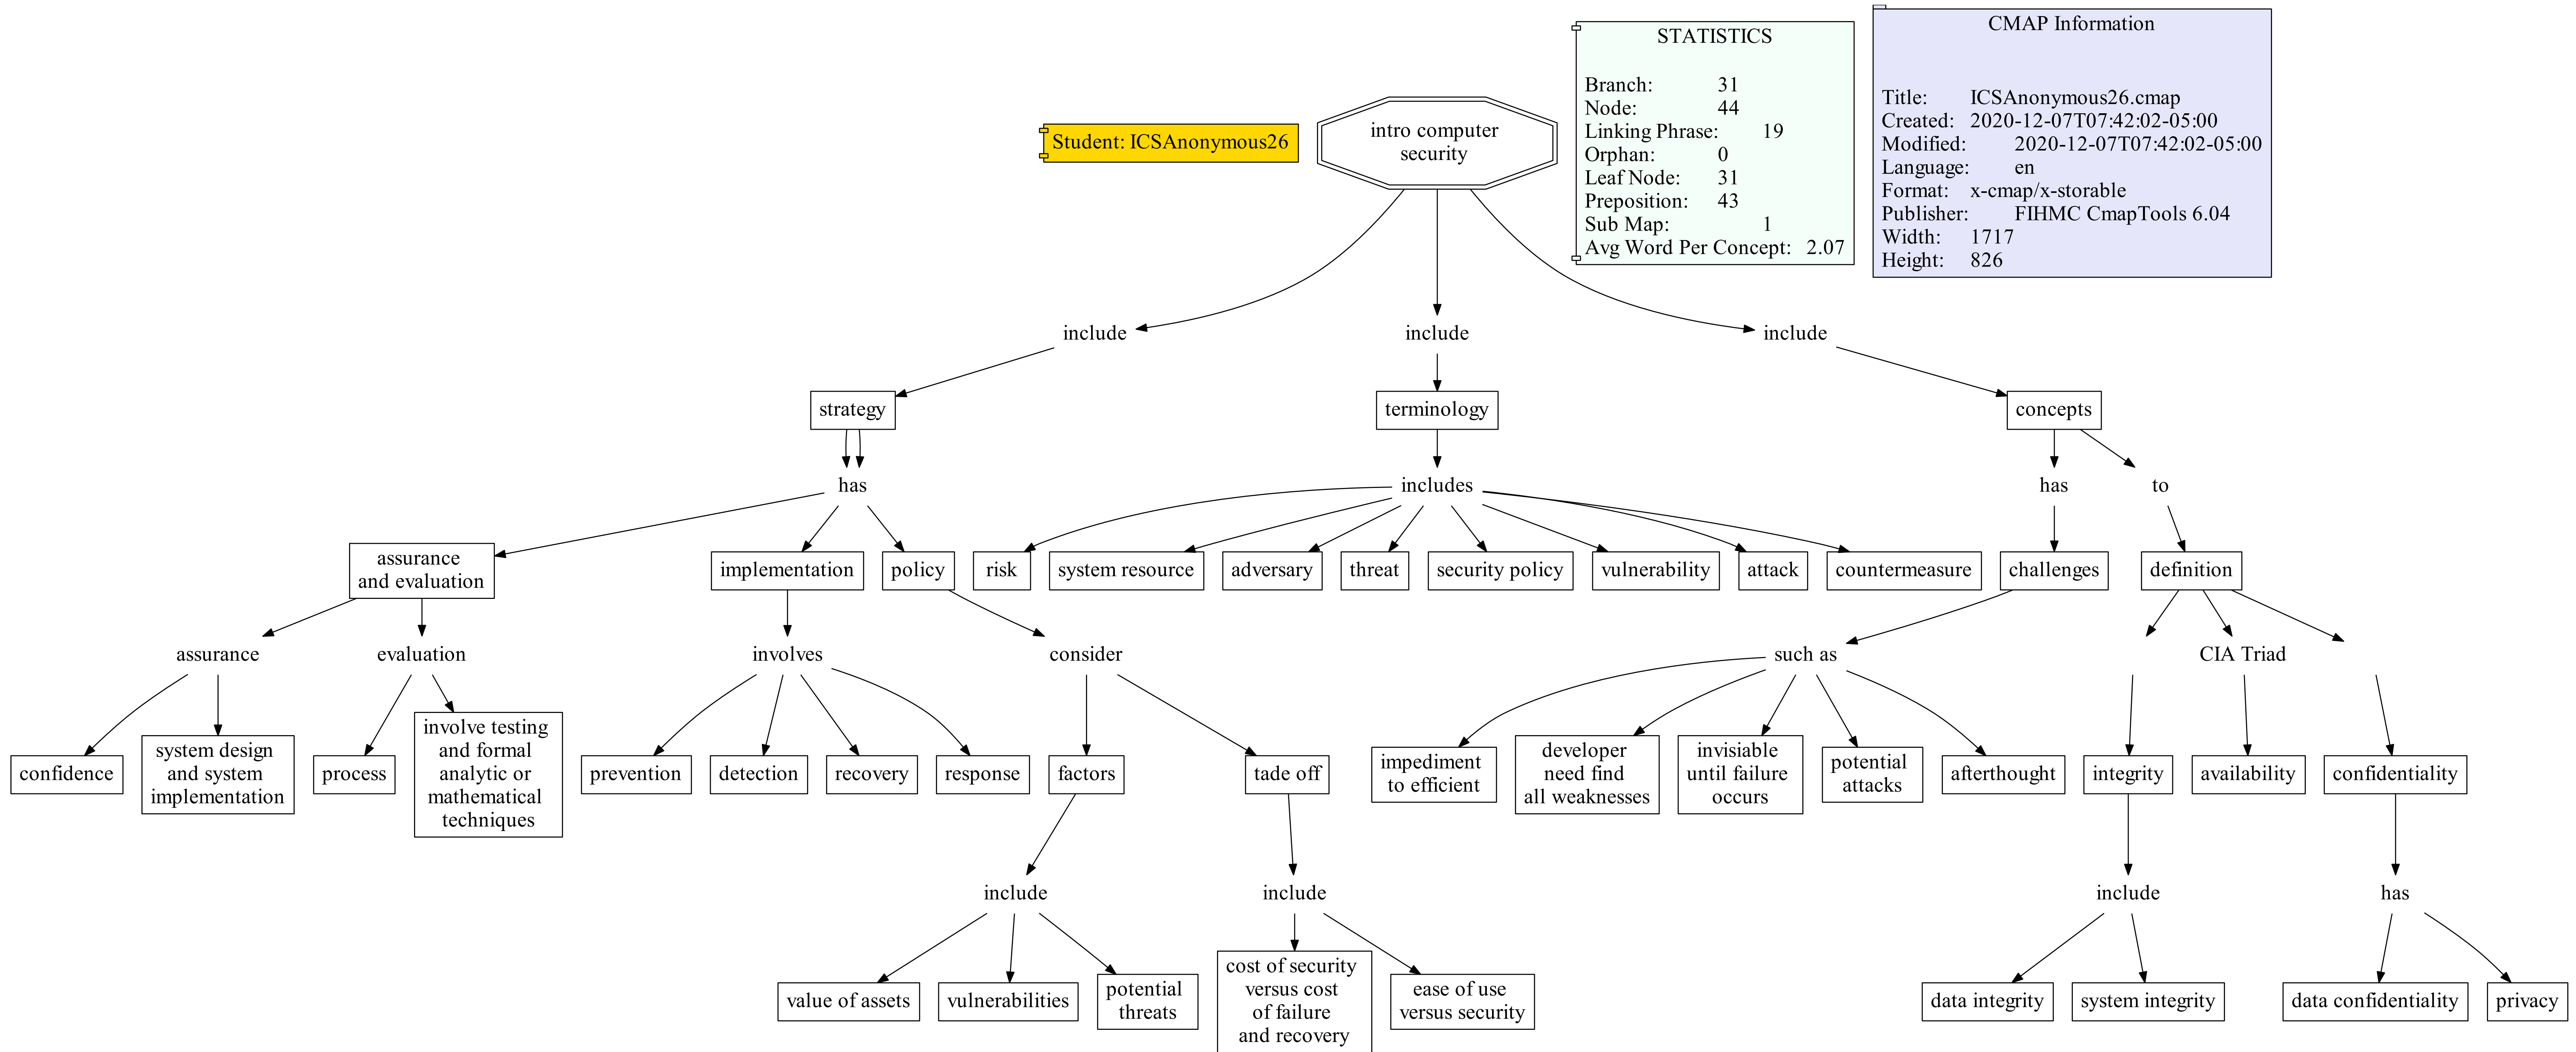 CMAP Information
STATISTICS
Branch: 31
Node: 44
Linking Phrase: 19
Orphan: 0
Leaf Node: 31
Preposition: 43
Sub Map: 1
Avg Word Per Concept: 2.07
Title: ICSAnonymous26.cmap
Created: 2020-12-07T07:42:02-05:00
Modified: 2020-12-07T07:42:02-05:00
Language: en
Format: x-cmap/x-storable
Publisher: FIHMC CmapTools 6.04
Width: 1717
Height: 826
Student: ICSAnonymous26
intro computer
security
include
include
include
strategy
terminology
concepts
has
includes
has
to
assurance
and evaluation
implementation
policy
risk
system resource
adversary
threat
security policy
vulnerability
attack
countermeasure
challenges
definition
assurance
evaluation
involves
consider
such as
CIA Triad
confidence
system design
and system
implementation
process
involve testing
and formal
analytic or
mathematical
techniques
prevention
detection
recovery
response
factors
tade off
impediment
to efficient
developer
need find
all weaknesses
invisiable
until failure
occurs
potential
attacks
afterthought
integrity
availability
confidentiality
include
include
include
has
value of assets
vulnerabilities
potential
threats
cost of security
versus cost
of failure
and recovery
ease of use
versus security
data integrity
system integrity
data confidentiality
privacy